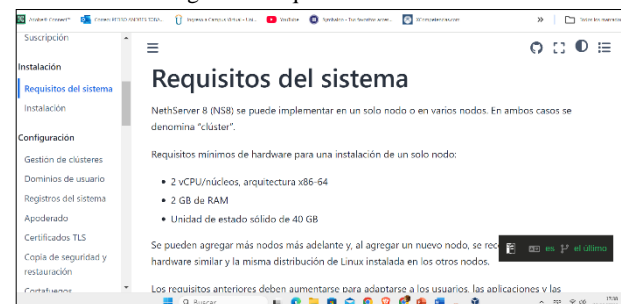 YouTube
Suscripción
Instalación
Requisitos del sistema
Instalación
Configuración
Gestión de clústeres
Dominios de usuario
Registros del sistema
Apoderado
Certificados TLS
Copia de seguridad y
restauración
Cortafuegos
Requisitos del sistema
NethServer 8 (NS8) se puede implementar en un solo nodo o en varios nodos. En ambos casos se
denomina “clúster”.
Requisitos mínimos de hardware para una instalación de un solo nodo:
2 vCPU/núcleos, arquitectura x86-64
2 GB de RAM
Unidad de estado sólido de 40 GB
Se pueden agregar más nodos más adelante y, al agregar un nuevo nodo, se
hardware similar y la misma distribución de Linux instalada en los otros nodos.
Los requisitos anteriores deben aumentarse para adaptarse a los usuarios, las aplicaciones y las
es el último
Buscar